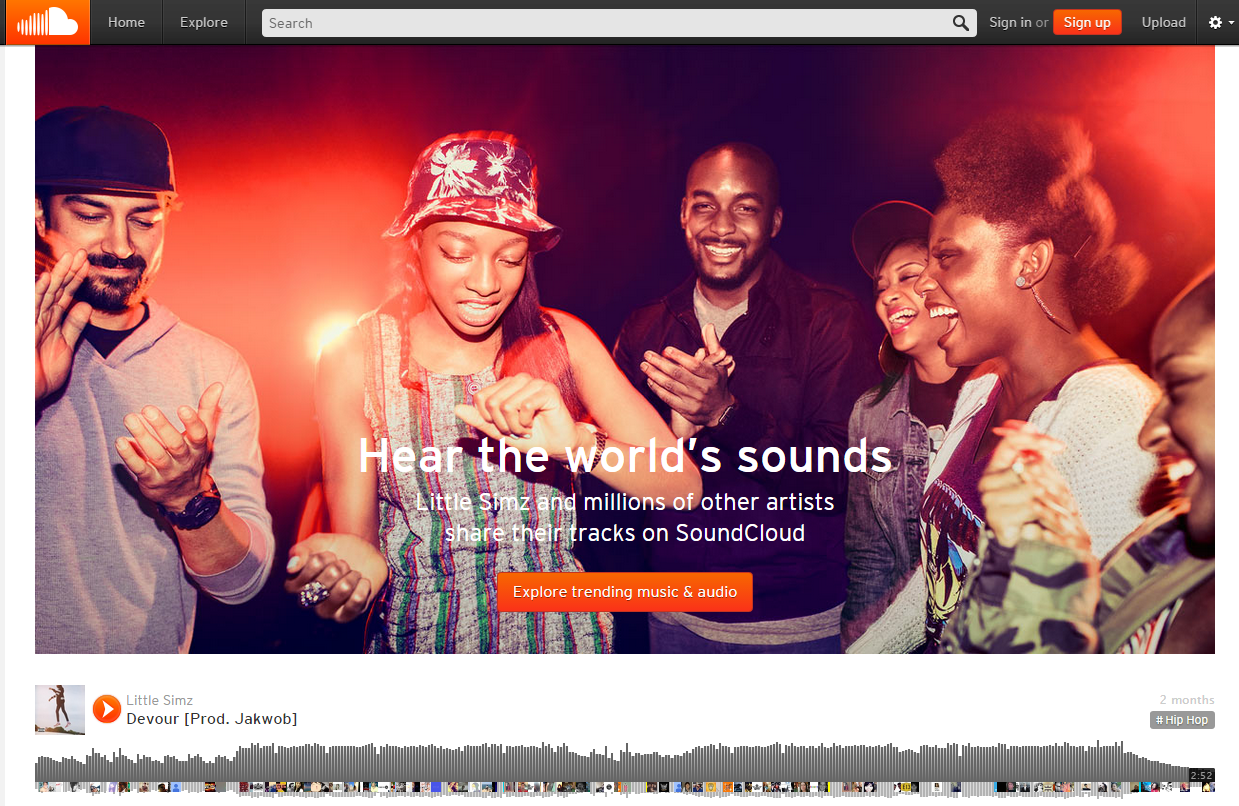 Home
Explore
Search
Sign in or
Sign up
Upload
Hear the world's sounds
Little Simz and millions of other artists
share their tracks on SoundCloud
Explore trending music & audio
Little Simz
2 months
Devour [Prod. Jakwob]
# Hip Hop
2:52